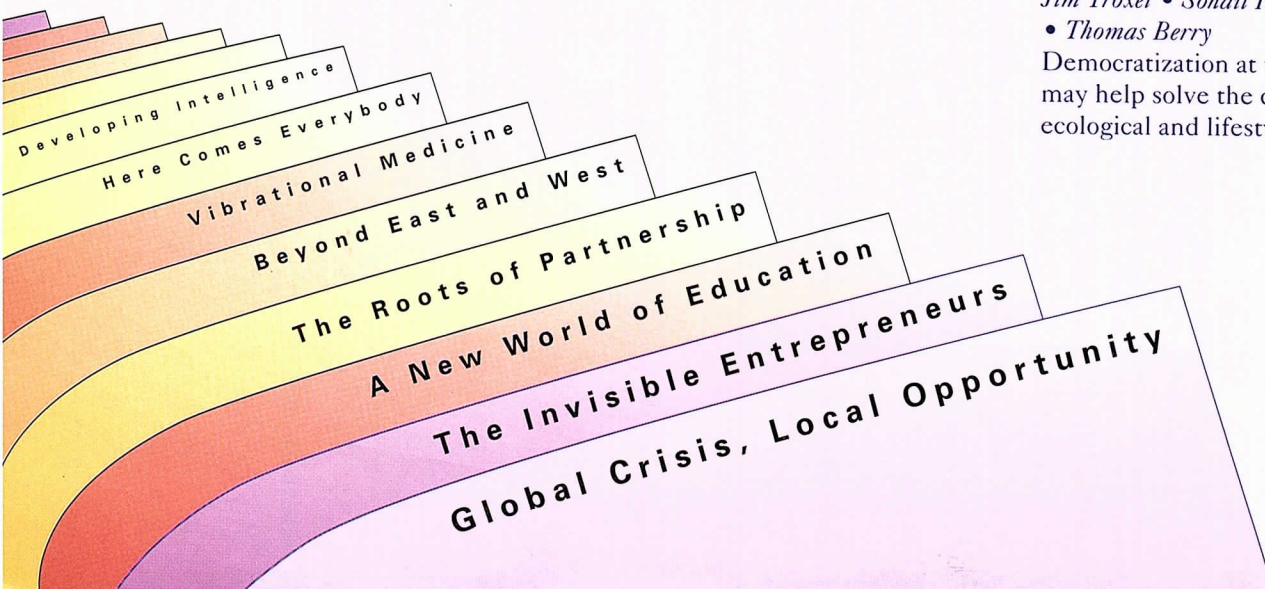 Jim Troxel •
• Thomas Berry
Democratization at
may help solve the
ecological and
Developing Intelligence
Here Comes Everybody
Vibrational Medicine
Beyond East and West
The Roots of Partnership
A New World of Education
The Invisible Entrepreneurs
Global Crisis, Local Opportunity